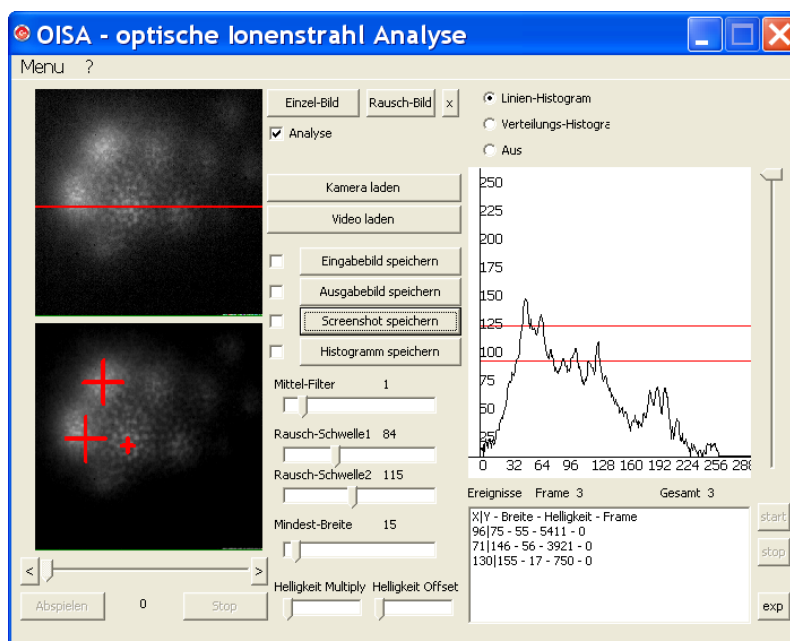 OISA - optische Ionenstrahl Analyse
Menu ?
Einzel-Bild Rausch-Bild x
Analyse
Kamera laden
Video laden
Eingabebild speichern
Ausgabebild speichern
Screenshot speichern
Histogramm speichern
Mittel-Filter 1
Rausch-Schwelle1 84
Rausch-Schwelle2 115
Mindest-Breite 15
Helligkeit Multiply Helligkeit Offset
< >
Abspielen 0 Stop
Linien-Histogram
Verteilungs-Histogra
Aus
250
225
200
175
150
125
100
75
50
25
0 32 64 96 128 160 192 224 256 288
Ereignisse Frame 3 Gesamt 3
X|Y - Breite - Helligkeit - Frame
96|75 - 55 - 5411 - 0
71|146 - 56 - 3921 - 0
130|155 - 17 - 750 - 0
start
stop
exp